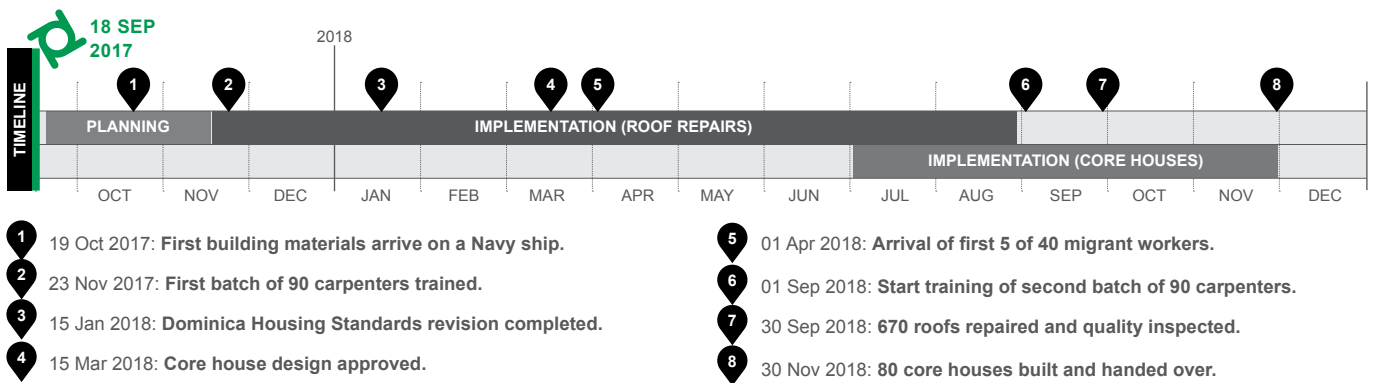 18 SEP
2017
2018
TIMELINE
1 2 3 4 5 6 7 8
PLANNING IMPLEMENTATION (ROOF REPAIRS)
IMPLEMENTATION (CORE HOUSES)
OCT NOV DEC JAN FEB MAR APR MAY JUN JUL AUG SEP OCT NOV DEC
1 19 Oct 2017: First building materials arrive on a Navy ship.
2 23 Nov 2017: First batch of 90 carpenters trained.
3 15 Jan 2018: Dominica Housing Standards revision completed.
4 15 Mar 2018: Core house design approved.
5 01 Apr 2018: Arrival of first 5 of 40 migrant workers.
6 01 Sep 2018: Start training of second batch of 90 carpenters.
7 30 Sep 2018: 670 roofs repaired and quality inspected.
8 30 Nov 2018: 80 core houses built and handed over.